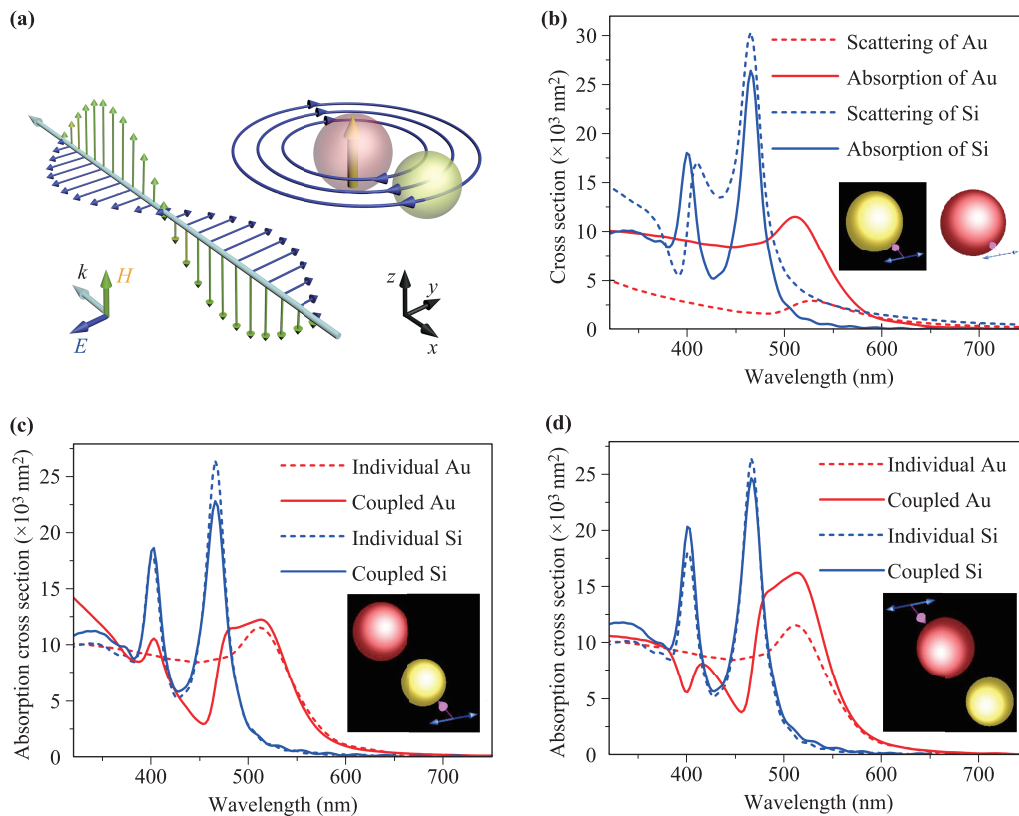 (a)
k
H
E
z
y
x
(b)
30
25
20
15
10
5
0
Cross section (×10³ nm²)
400
500
600
700
Wavelength (nm)
Scattering of Au
Absorption of Au
Scattering of Si
Absorption of Si
(c)
25
20
15
10
5
0
Absorption cross section (×10³ nm²)
400
500
600
700
Wavelength (nm)
Individual Au
Coupled Au
Individual Si
Coupled Si
(d)
25
20
15
10
5
0
Absorption cross section (×10³ nm²)
400
500
600
700
Wavelength (nm)
Individual Au
Coupled Au
Individual Si
Coupled Si